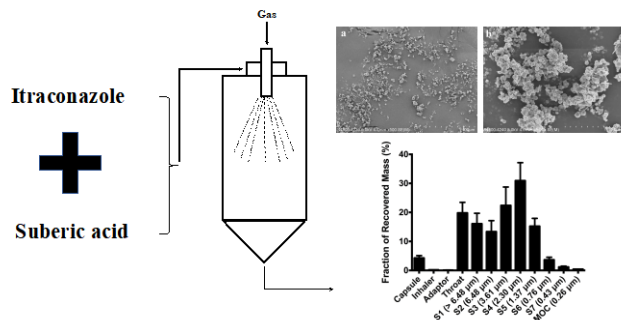 Gas
Itraconazole
Suberic acid
a
b
Fraction of Recovered Mass (%)
40
30
20
10
0
Capsule
Inhaler
Adaptor
Throat
S1 (> 6.48 µm)
S2 (6.48 µm)
S3 (3.61 µm)
S4 (2.30 µm)
S5 (1.37 µm)
S6 (0.76 µm)
S7 (0.43 µm)
MOC (0.26 µm)